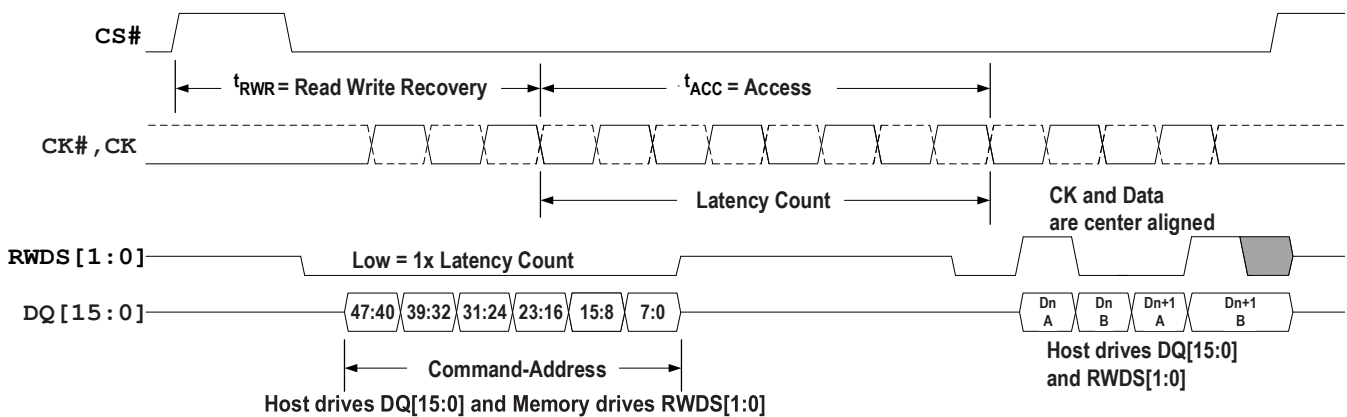 CS#
tRWR = Read Write Recovery
tACC = Access
CK#,CK
Latency Count
CK and Data
are center aligned
RWDS[1:0]
Low = 1x Latency Count
DQ[15:0]
47:40 39:32 31:24 23:16 15:8 7:0
Dn
A
Dn
B
Dn+1
A
Dn+1
B
Command-Address
Host drives DQ[15:0]
and RWDS[1:0]
Host drives DQ[15:0] and Memory drives RWDS[1:0]